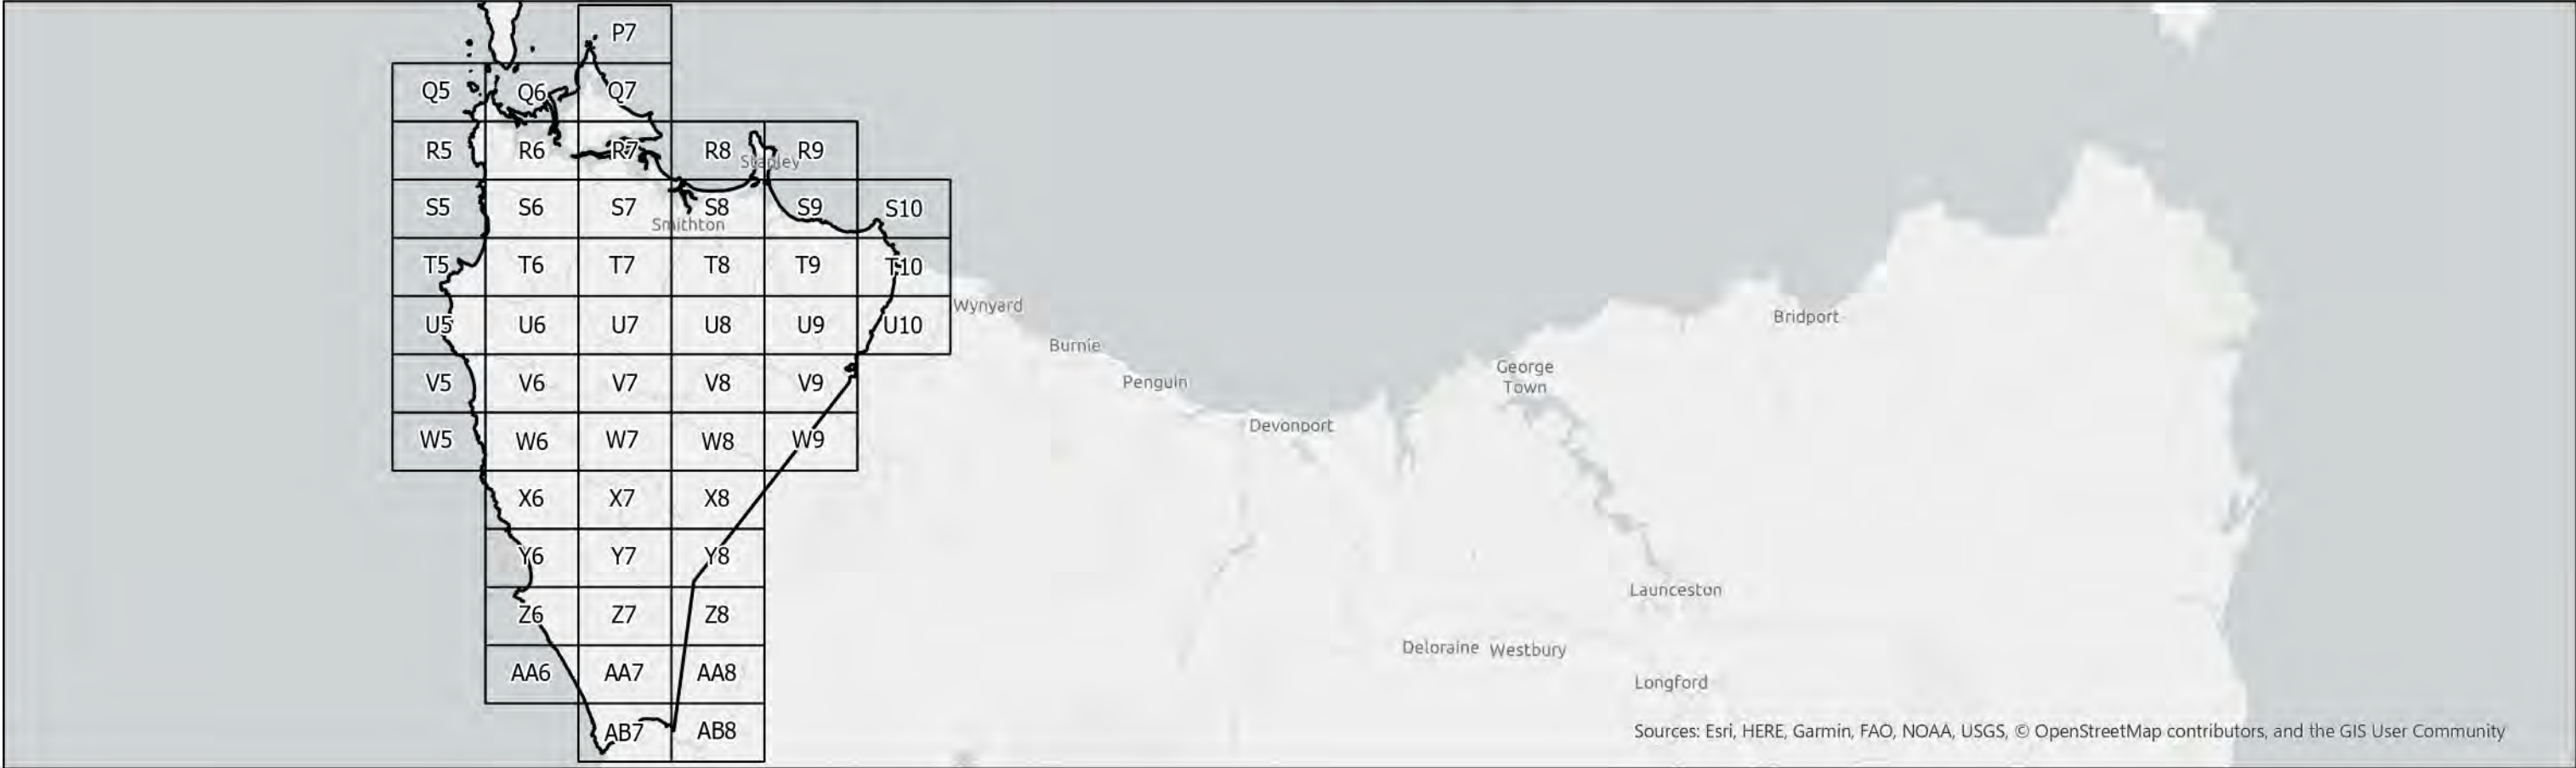 P7
Q5 Q6 Q7
R5 R6 R7 R8 R9
Stanley
S5 S6 S7 S8 S9 S10
Smithton
T5 T6 T7 T8 T9 T10
Wynyard
U5 U6 U7 U8 U9 U10
Bridport
Burnie
George
Town
V5 V6 V7 V8 V9
Penguin
Devonport
W5 W6 W7 W8 W9
X6 X7 X8
Y6 Y7 Y8
Launceston
Z6 Z7 Z8
Deloraine Westbury
AA6 AA7 AA8
Longford
AB7 AB8
Sources: Esri, HERE, Garmin, FAO, NOAA, USGS, © OpenStreetMap contributors, and the GIS User Community